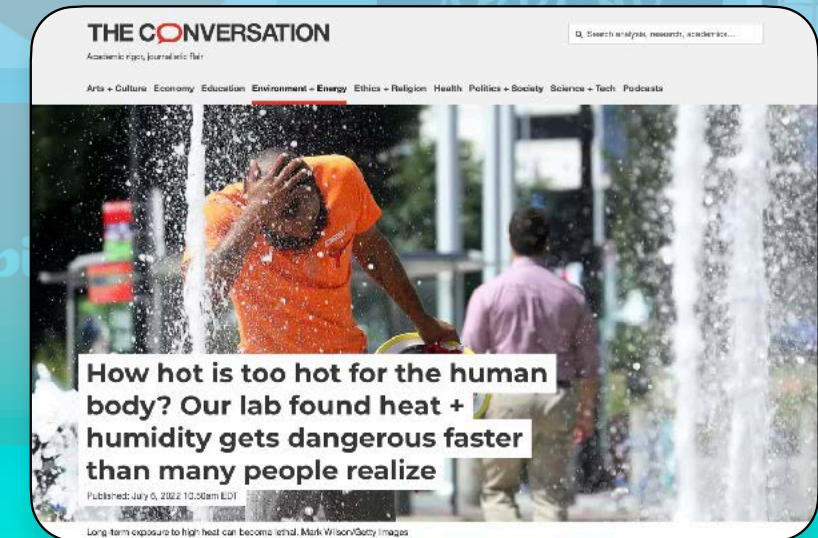 THE CONVERSATION
Search analysis, research, academics...
Academic rigor, journalistic flair
Arts + Culture Economy Education Environment + Energy Ethics + Religion Health Politics + Society Science + Tech Podcasts
How hot is too hot for the human
body? Our lab found heat +
humidity gets dangerous faster
than many people realize
Published: July 6, 2022 10.50am EDT
Long-term exposure to high heat can become lethal. Mark Wilson/Getty Images